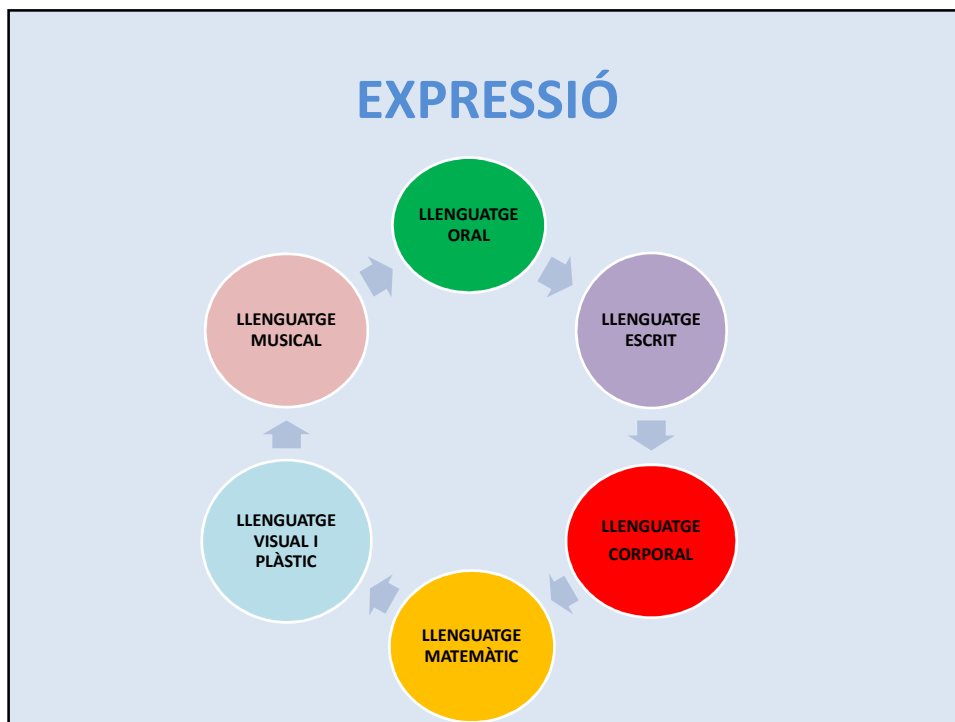 EXPRESSIÓ
LLENGUATGE
ORAL
LLENGUATGE
ESCRIT
LLENGUATGE
CORPORAL
LLENGUATGE
MATEMÀTIC
LLENGUATGE
VISUAL I
PLÀSTIC
LLENGUATGE
MUSICAL